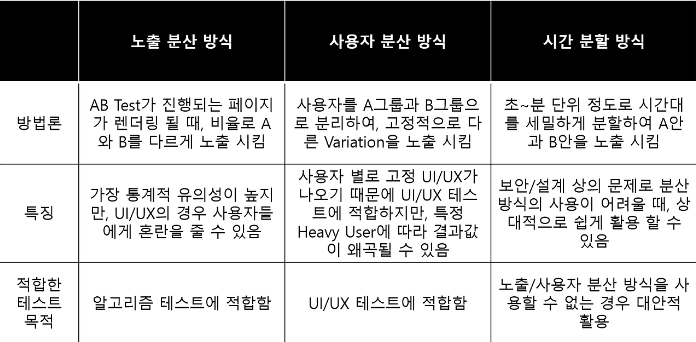 노출 분산 방식
사용자 분산 방식
시간 분할 방식
방법론
AB Test가 진행되는 페이지
가 렌더링 될 때, 비율로 A
와 B를 다르게 노출 시킴
사용자를 A그룹과 B그룹으
로 분리하여, 고정적으로 다
른 Variation을 노출 시킴
초~분 단위 정도로 시간대
를 세밀하게 분할하여 A안
과 B안을 노출 시킴
특징
가장 통계적 유의성이 높지
만, UI/UX의 경우 사용자들
에게 혼란을 줄 수 있음
사용자 별로 고정 UI/UX가
나오기 때문에 UI/UX 테스
트에 적합하지만, 특정
Heavy User에 따라 결과값
이 왜곡될 수 있음
보안/설계 상의 문제로 분산
방식의 사용이 어려울 때, 상
대적으로 쉽게 활용 할 수
있음
적합한
테스트
목적
알고리즘 테스트에 적합함
UI/UX 테스트에 적합함
노출/사용자 분산 방식을 사
용할 수 없는 경우 대안적
활용